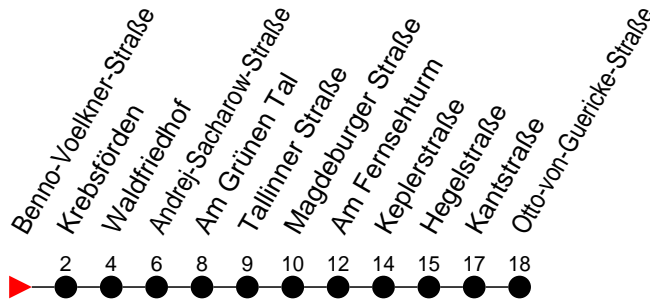 Benno-Voelkner-Straße
Krebsförden
Waldfriedhof
Andrej-Sacharow-Straße
Am Grünen Tal
Tallinner Straße
Magdeburger Straße
Am Fernsehturm
Keplerstraße
Hegelstraße
Kantstraße
Otto-von-Guericke-Straße
2 4 6 8 9 10 12 14 15 17 18